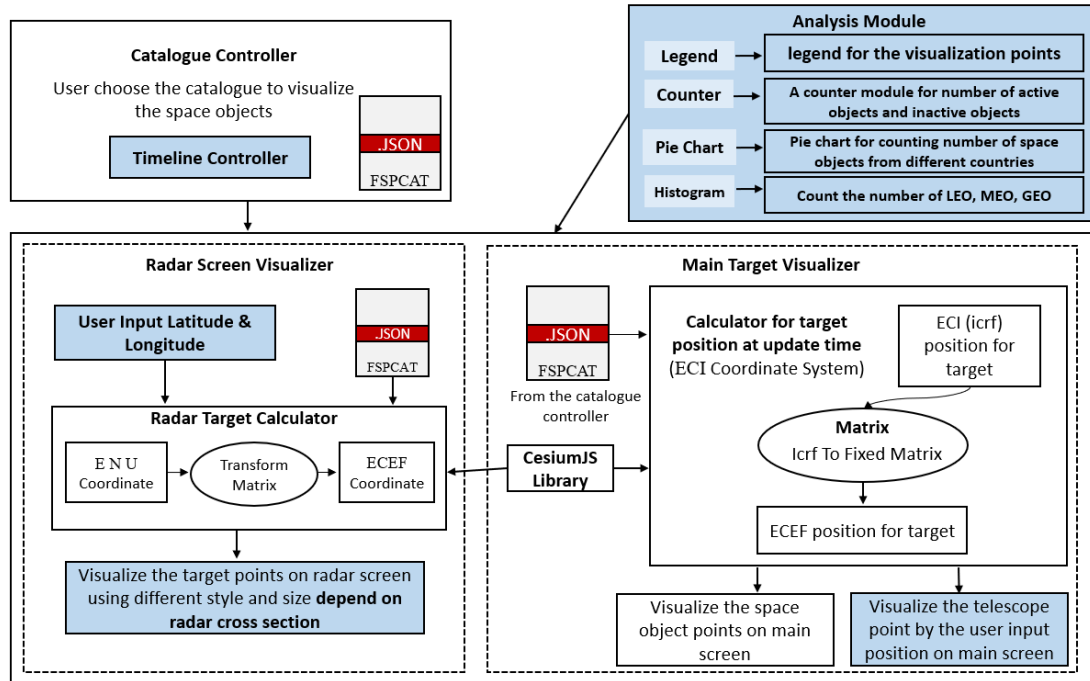 Catalogue Controller
User choose the catalogue to visualize
the space objects
Timeline Controller
.JSON
FSPCAT
Analysis Module
Legend
legend for the visualization points
Counter
A counter module for number of active
objects and inactive objects
Pie Chart
Pie chart for counting number of space
objects from different countries
Histogram
Count the number of LEO, MEO, GEO
Radar Screen Visualizer
User Input Latitude &
Longitude
.JSON
FSPCAT
Radar Target Calculator
E N U
Coordinate
Transform
Matrix
ECEF
Coordinate
Visualize the target points on radar screen
using different style and size depend on
radar cross section
CesiumJS
Library
Main Target Visualizer
.JSON
FSPCAT
From the catalogue
controller
Calculator for target
position at update time
(ECI Coordinate System)
ECI (icrf)
position for
target
Matrix
Icrf To Fixed Matrix
ECEF position for target
Visualize the space
object points on main
screen
Visualize the telescope
point by the user input
position on main screen